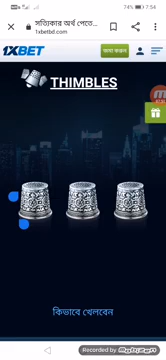 74% 7:54
সত্যিকার অর্থ পেতে...
1xbetbd.com
1XBET
জমা করুন
THIMBLES
কিভাবে খেলবেন
Recorded by